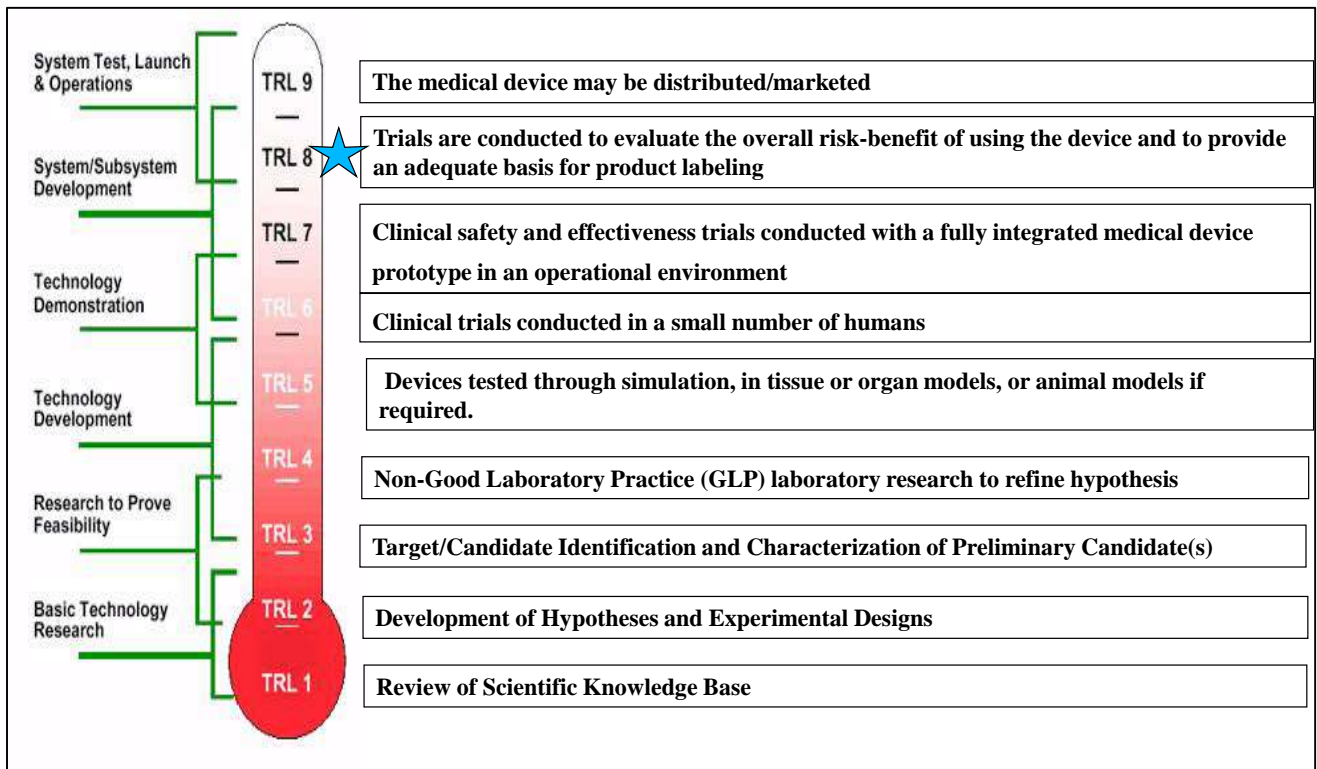 System Test, Launch
& Operations
TRL 9
The medical device may be distributed/marketed
System/Subsystem
Development
TRL 8
Trials are conducted to evaluate the overall risk-benefit of using the device and to provide
an adequate basis for product labeling
TRL 7
Clinical safety and effectiveness trials conducted with a fully integrated medical device
prototype in an operational environment
Technology
Demonstration
TRL 6
Clinical trials conducted in a small number of humans
TRL 5
Devices tested through simulation, in tissue or organ models, or animal models if
required.
Technology
Development
TRL 4
Non-Good Laboratory Practice (GLP) laboratory research to refine hypothesis
Research to Prove
Feasibility
TRL 3
Target/Candidate Identification and Characterization of Preliminary Candidate(s)
Basic Technology
Research
TRL 2
Development of Hypotheses and Experimental Designs
TRL 1
Review of Scientific Knowledge Base